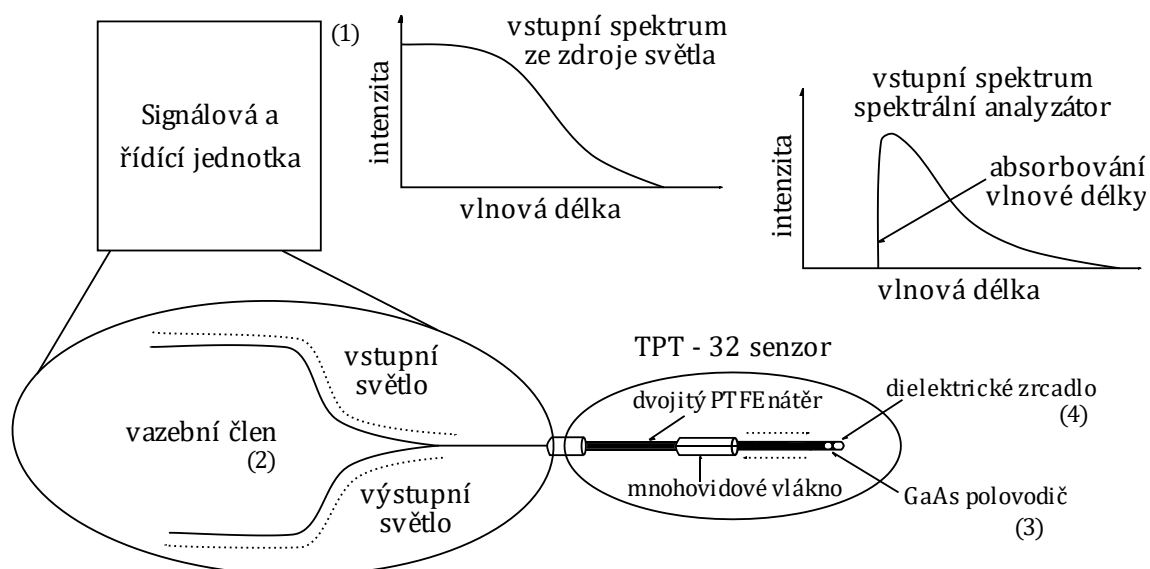 Signálová a
řídící jednotka
(1)
vstupní spektrum
ze zdroje světla
intenzita
vlnová délka
vstupní spektrum
spektrální analyzátor
intenzita
absorbování
vlnové délky
vlnová délka
vstupní
světlo
vazební člen
(2)
výstupní
světlo
TPT - 32 senzor
dvojitý PTFE nátěr
dielektrické zrcadlo
(4)
mnohovidové vlákno
GaAs polovodič
(3)